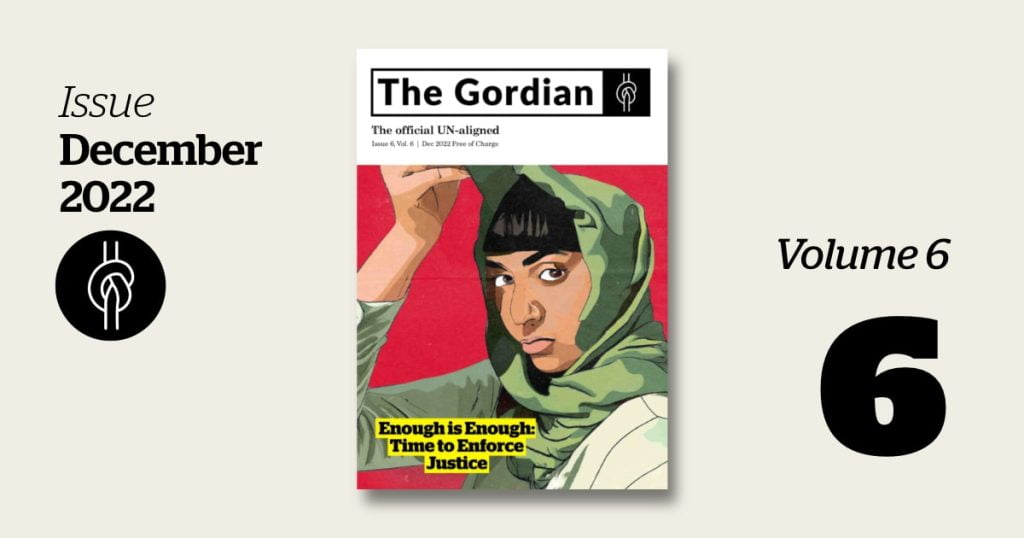 Issue
December
2022
The Gordian
The official UN-aligned
Issue 6, Vol. 6 | Dec 2022 Free of Charge
Enough is Enough:
Time to Enforce
Justice
Volume 6
6